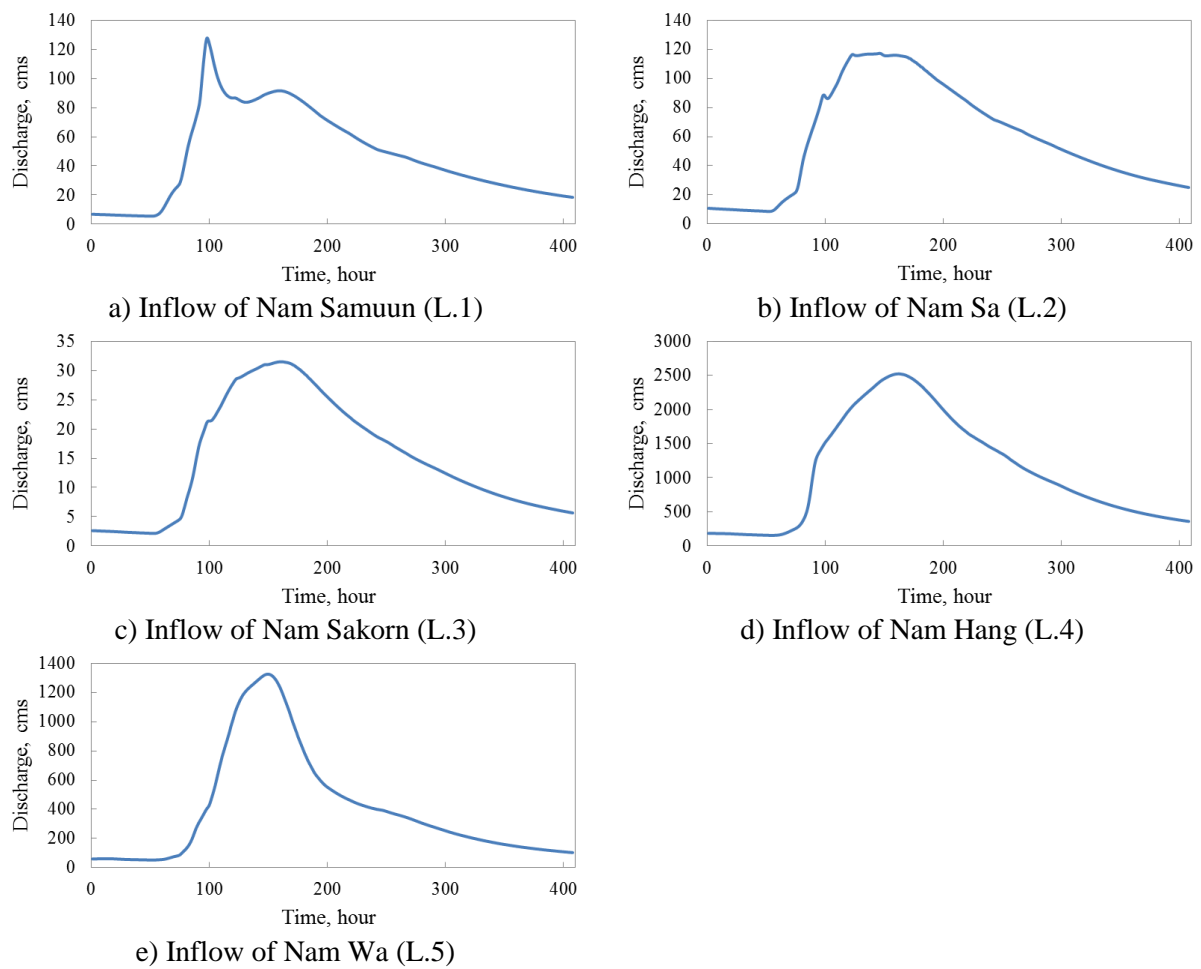 140
120
100
80
60
40
20
0
Discharge, cms
0 100 200 300 400
Time, hour
a) Inflow of Nam Samuun (L.1)
140
120
100
80
60
40
20
0
Discharge, cms
0 100 200 300 400
Time, hour
b) Inflow of Nam Sa (L.2)
35
30
25
20
15
10
5
0
Discharge, cms
0 100 200 300 400
Time, hour
c) Inflow of Nam Sakorn (L.3)
3000
2500
2000
1500
1000
500
0
Discharge, cms
0 100 200 300 400
Time, hour
d) Inflow of Nam Hang (L.4)
1400
1200
1000
800
600
400
200
0
Discharge, cms
0 100 200 300 400
Time, hour
e) Inflow of Nam Wa (L.5)